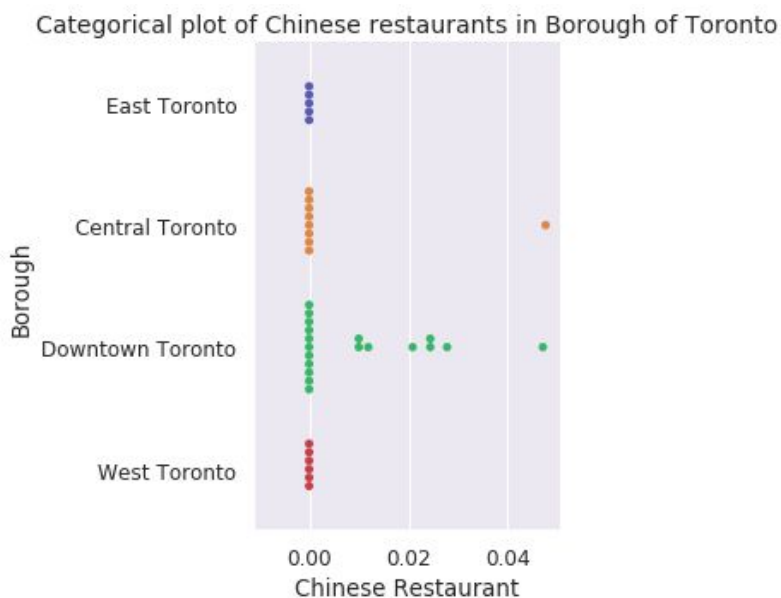 Categorical plot of Chinese restaurants in Borough of Toronto
East Toronto
Central Toronto
Borough
Downtown Toronto
West Toronto
0.00 0.02 0.04
Chinese Restaurant